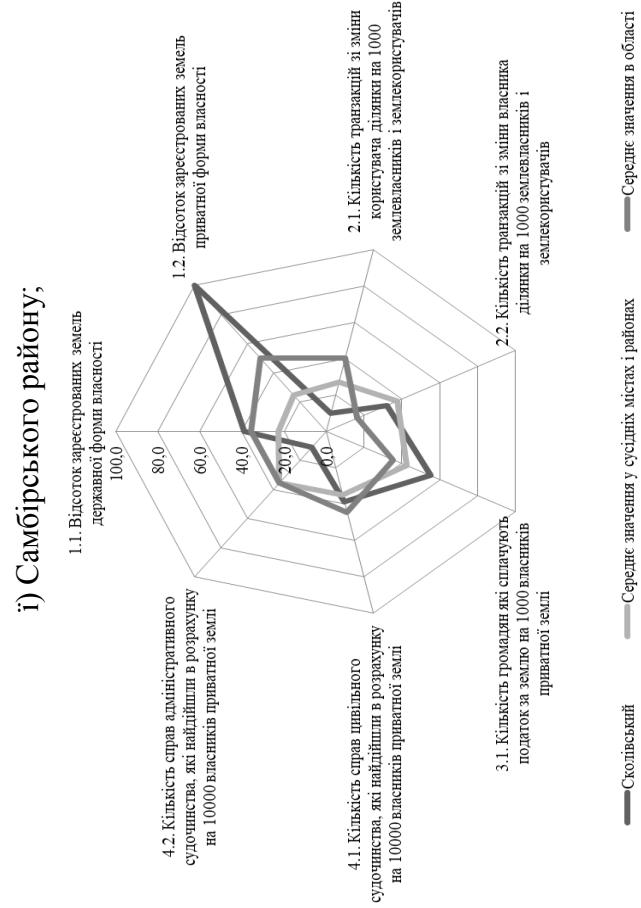 ї) Самбірського району;
1.1. Відсоток зареєстрованих земель
державної форми власності
1.2. Відсоток зареєстрованих земель
приватної форми власності
2.1. Кількість транзакцій зі зміни
користувача ділянки на 1000
землевласників і землекористувачів
2.2. Кількість транзакцій зі зміни власника
ділянки на 1000 землевласників і
землекористувачів
3.1. Кількість громадян які сплачують
податок за землю на 1000 власників
приватної землі
4.1. Кількість справ цивільного
судочинства, які найдійшли в розрахунку
на 10000 власників приватної землі
4.2. Кількість справ адміністративного
судочинства, які найдійшли в розрахунку
на 10000 власників приватної землі
100,0
80,0
60,0
40,0
20,0
0,0
Сколівський
Середнє значення у сусідніх містах і районах
Середнє значення в області